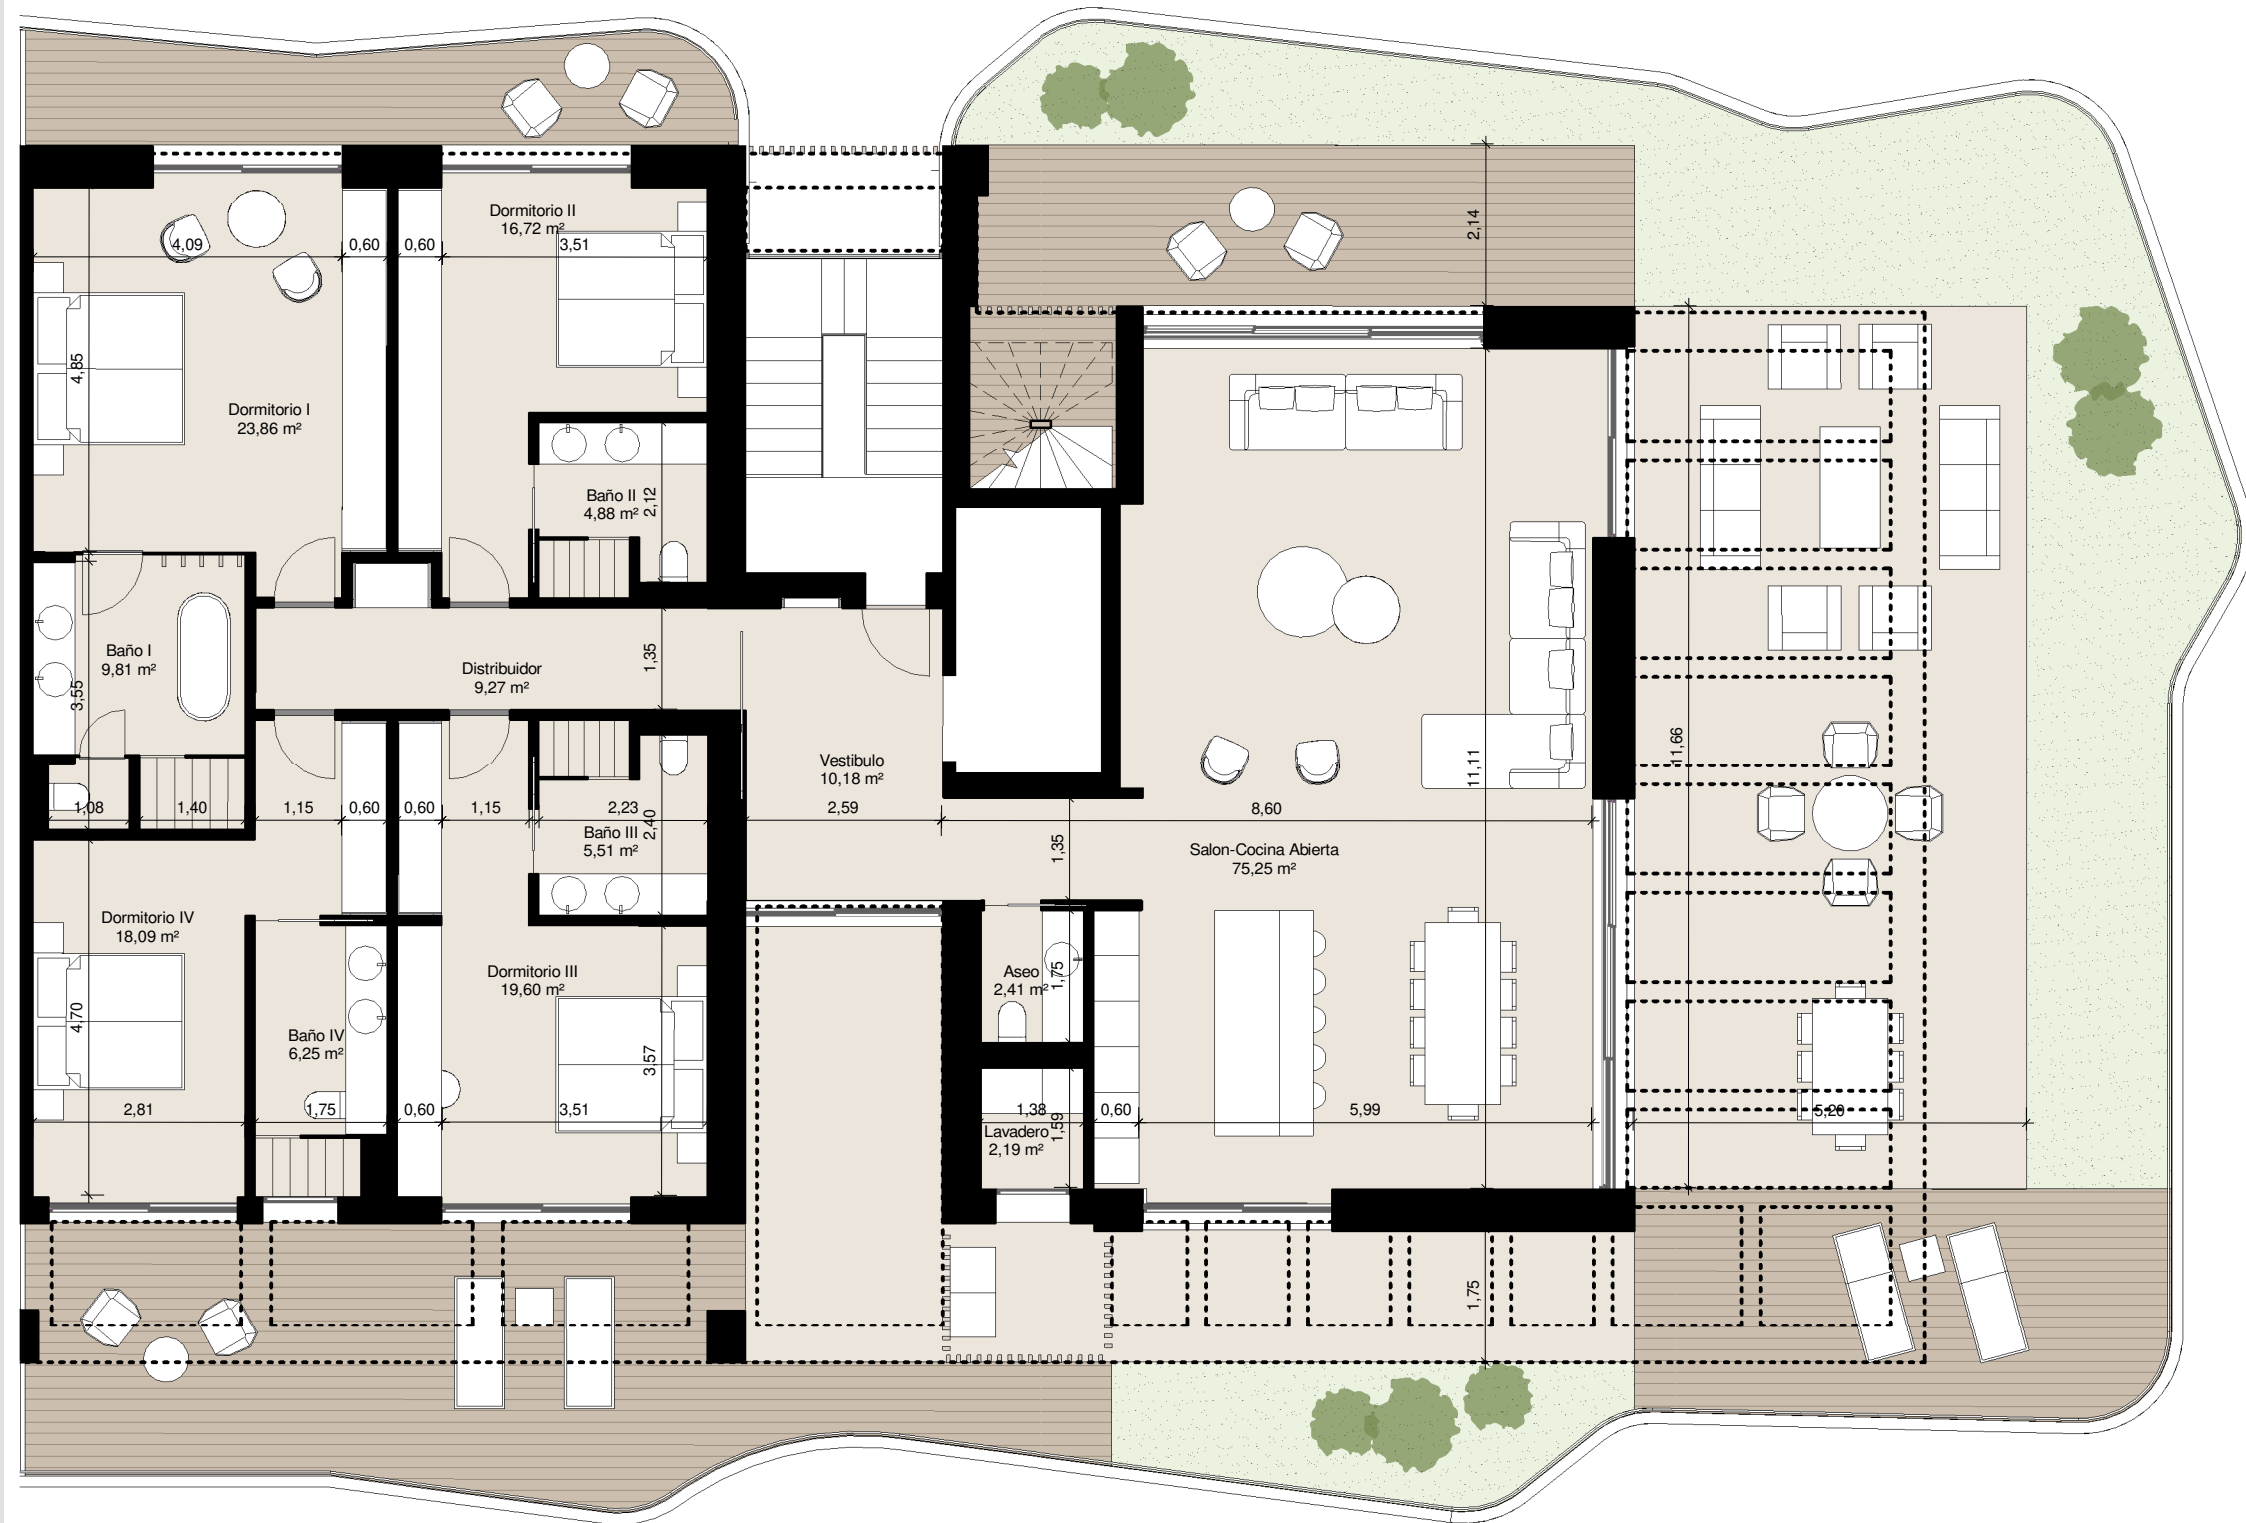 Dormitorio II
16,72 m²
2,14
4,09
0,60
0,60
3,51
4,85
Dormitorio I
23,86 m²
Baño II
4,88 m²
2,12
Baño I
9,81 m²
3,55
Distribuidor
9,27 m²
1,35
11,66
11,11
Vestibulo
10,18 m²
1,08
1,40
1,15
0,60
0,60
1,15
2,23
2,59
8,60
Baño III
5,51 m²
2,40
1,35
Salon-Cocina Abierta
75,25 m²
Dormitorio IV
18,09 m²
Dormitorio III
19,60 m²
Aseo
2,41 m²
1,75
4,70
Baño IV
6,25 m²
3,57
2,81
1,75
0,60
3,51
1,38
0,60
5,99
5,20
1,59
Lavadero
2,19 m²
1,75